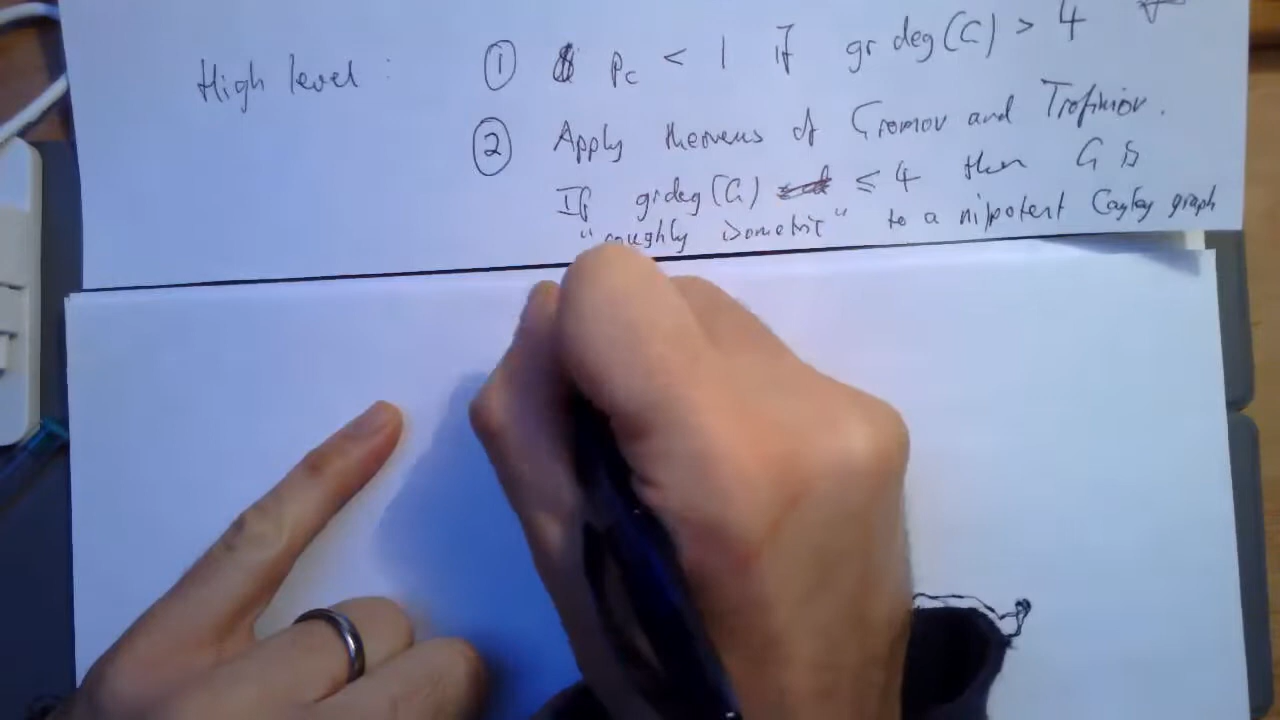 High level : ① p_c < 1 if gr deg(G) > 4
② Apply theorems of Gromov and Trofimov.
If grdeg(G) ≤ 4 then G is
"roughly isometric" to a nilpotent Cayley graph